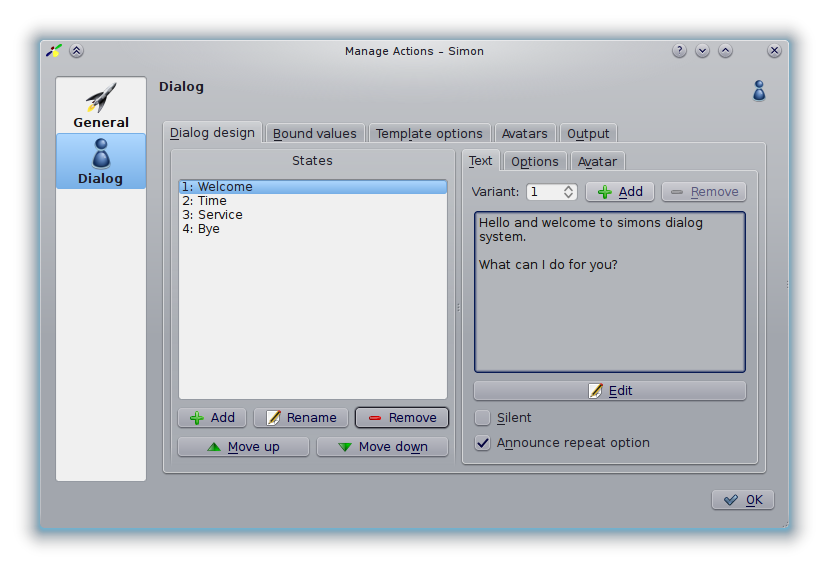 Manage Actions – Simon
?
General
Dialog
Dialog
Dialog design
Bound values
Template options
Avatars
Output
States
1: Welcome
2: Time
3: Service
4: Bye
Add
Rename
Remove
Move up
Move down
Text
Options
Avatar
Variant:
1
Add
Remove
Hello and welcome to simons dialog
system.
What can I do for you?
Edit
Silent
Announce repeat option
OK